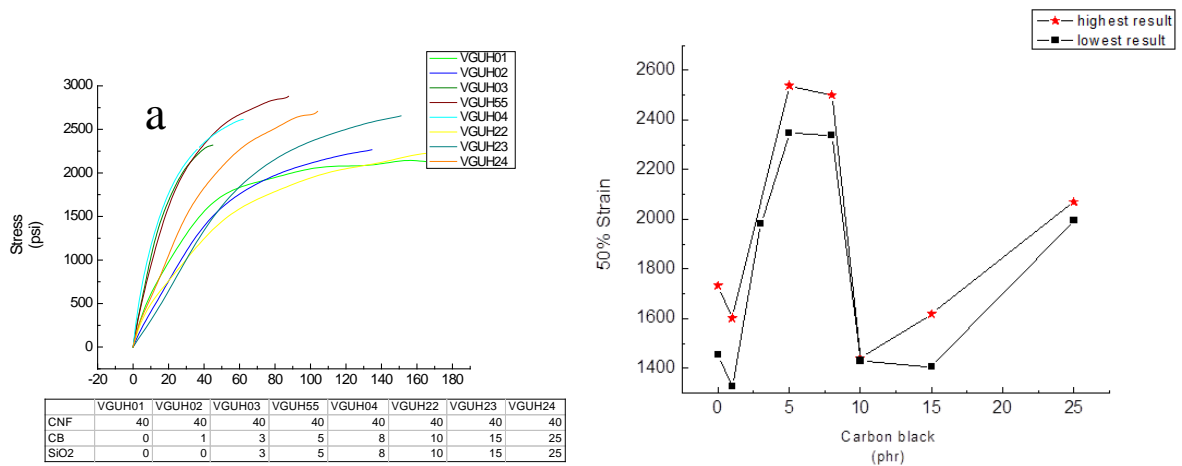 a
VGUH01
VGUH02
VGUH03
VGUH55
VGUH04
VGUH22
VGUH23
VGUH24
3000
2500
2000
1500
1000
500
0
Stress
(psi)
-20 0 20 40 60 80 100 120 140 160 180
VGUH01 VGUH02 VGUH03 VGUH55 VGUH04 VGUH22 VGUH23 VGUH24
CNF 40 40 40 40 40 40 40 40
CB 0 1 3 5 8 10 15 25
SiO2 0 0 3 5 8 10 15 25
highest result
lowest result
2600
2400
2200
2000
1800
1600
1400
50% Strain
0 5 10 15 20 25
Carbon black
(phr)